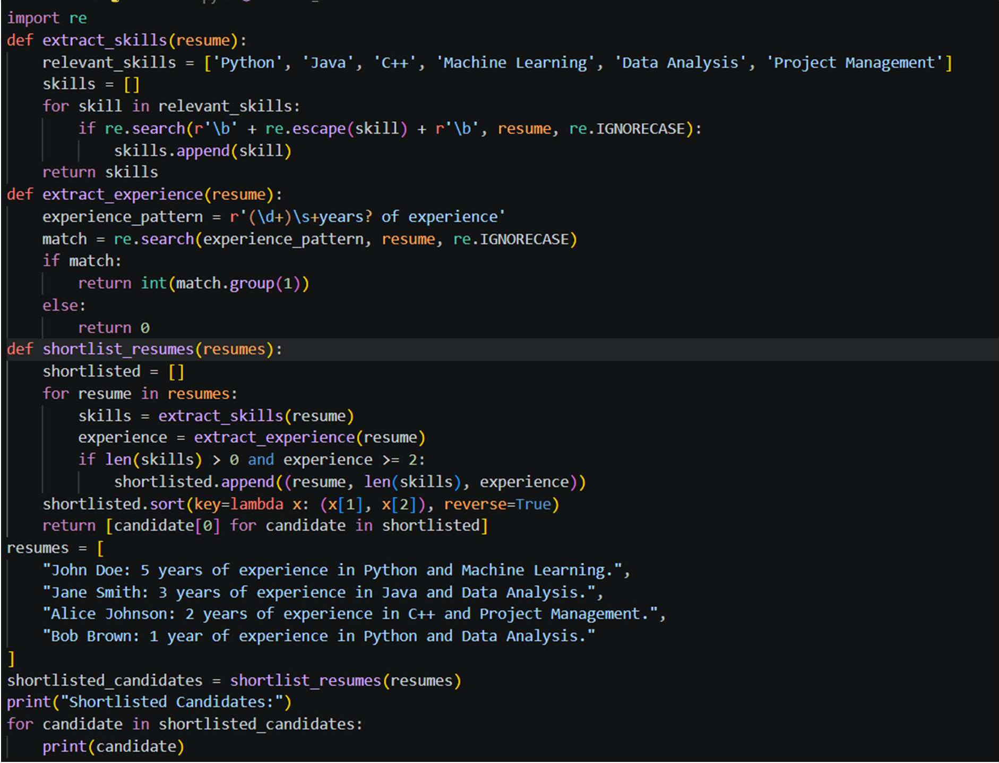 import re
def extract_skills(resume):
    relevant_skills = ['Python', 'Java', 'C++', 'Machine Learning', 'Data Analysis', 'Project Management']
    skills = []
    for skill in relevant_skills:
        if re.search(r'\b' + re.escape(skill) + r'\b', resume, re.IGNORECASE):
            skills.append(skill)
    return skills
def extract_experience(resume):
    experience_pattern = r'(\d+)\s+years? of experience'
    match = re.search(experience_pattern, resume, re.IGNORECASE)
    if match:
        return int(match.group(1))
    else:
        return 0
def shortlist_resumes(resumes):
    shortlisted = []
    for resume in resumes:
        skills = extract_skills(resume)
        experience = extract_experience(resume)
        if len(skills) > 0 and experience >= 2:
            shortlisted.append((resume, len(skills), experience))
    shortlisted.sort(key=lambda x: (x[1], x[2]), reverse=True)
    return [candidate[0] for candidate in shortlisted]
resumes = [
    "John Doe: 5 years of experience in Python and Machine Learning.",
    "Jane Smith: 3 years of experience in Java and Data Analysis.",
    "Alice Johnson: 2 years of experience in C++ and Project Management.",
    "Bob Brown: 1 year of experience in Python and Data Analysis."
]
shortlisted_candidates = shortlist_resumes(resumes)
print("Shortlisted Candidates:")
for candidate in shortlisted_candidates:
    print(candidate)